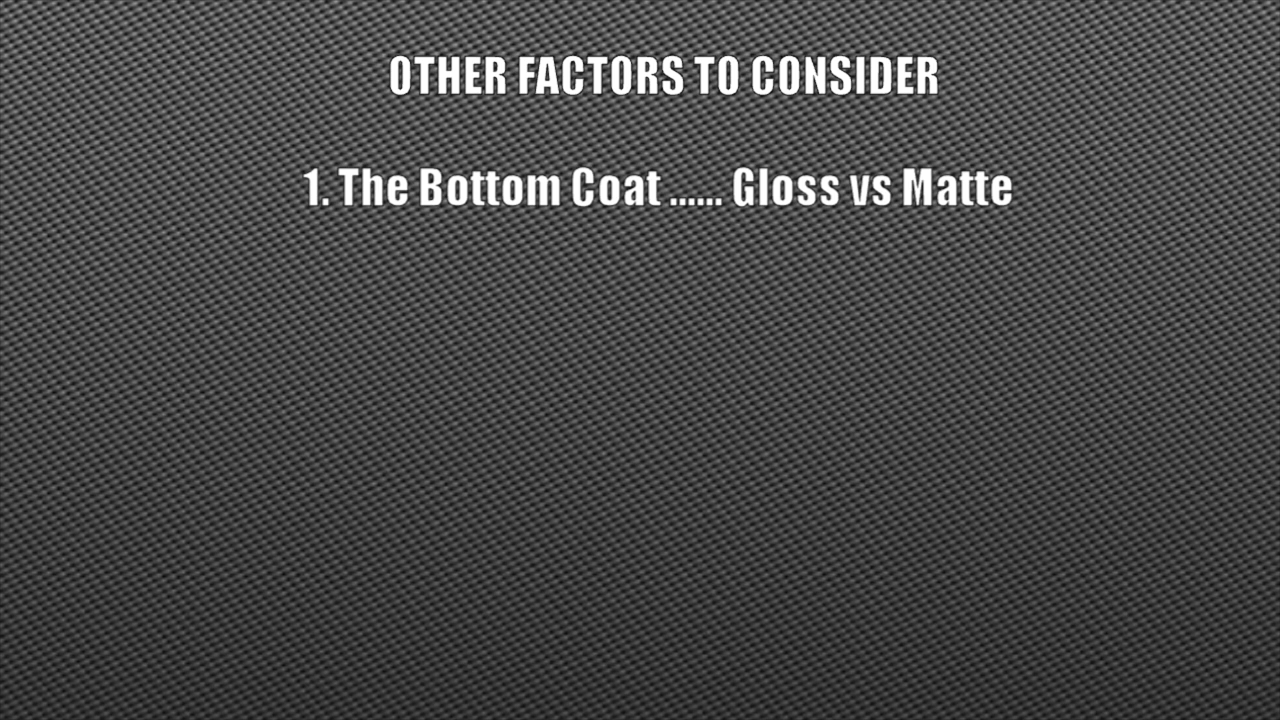 OTHER FACTORS TO CONSIDER
1. The Bottom Coat ...... Gloss vs Matte